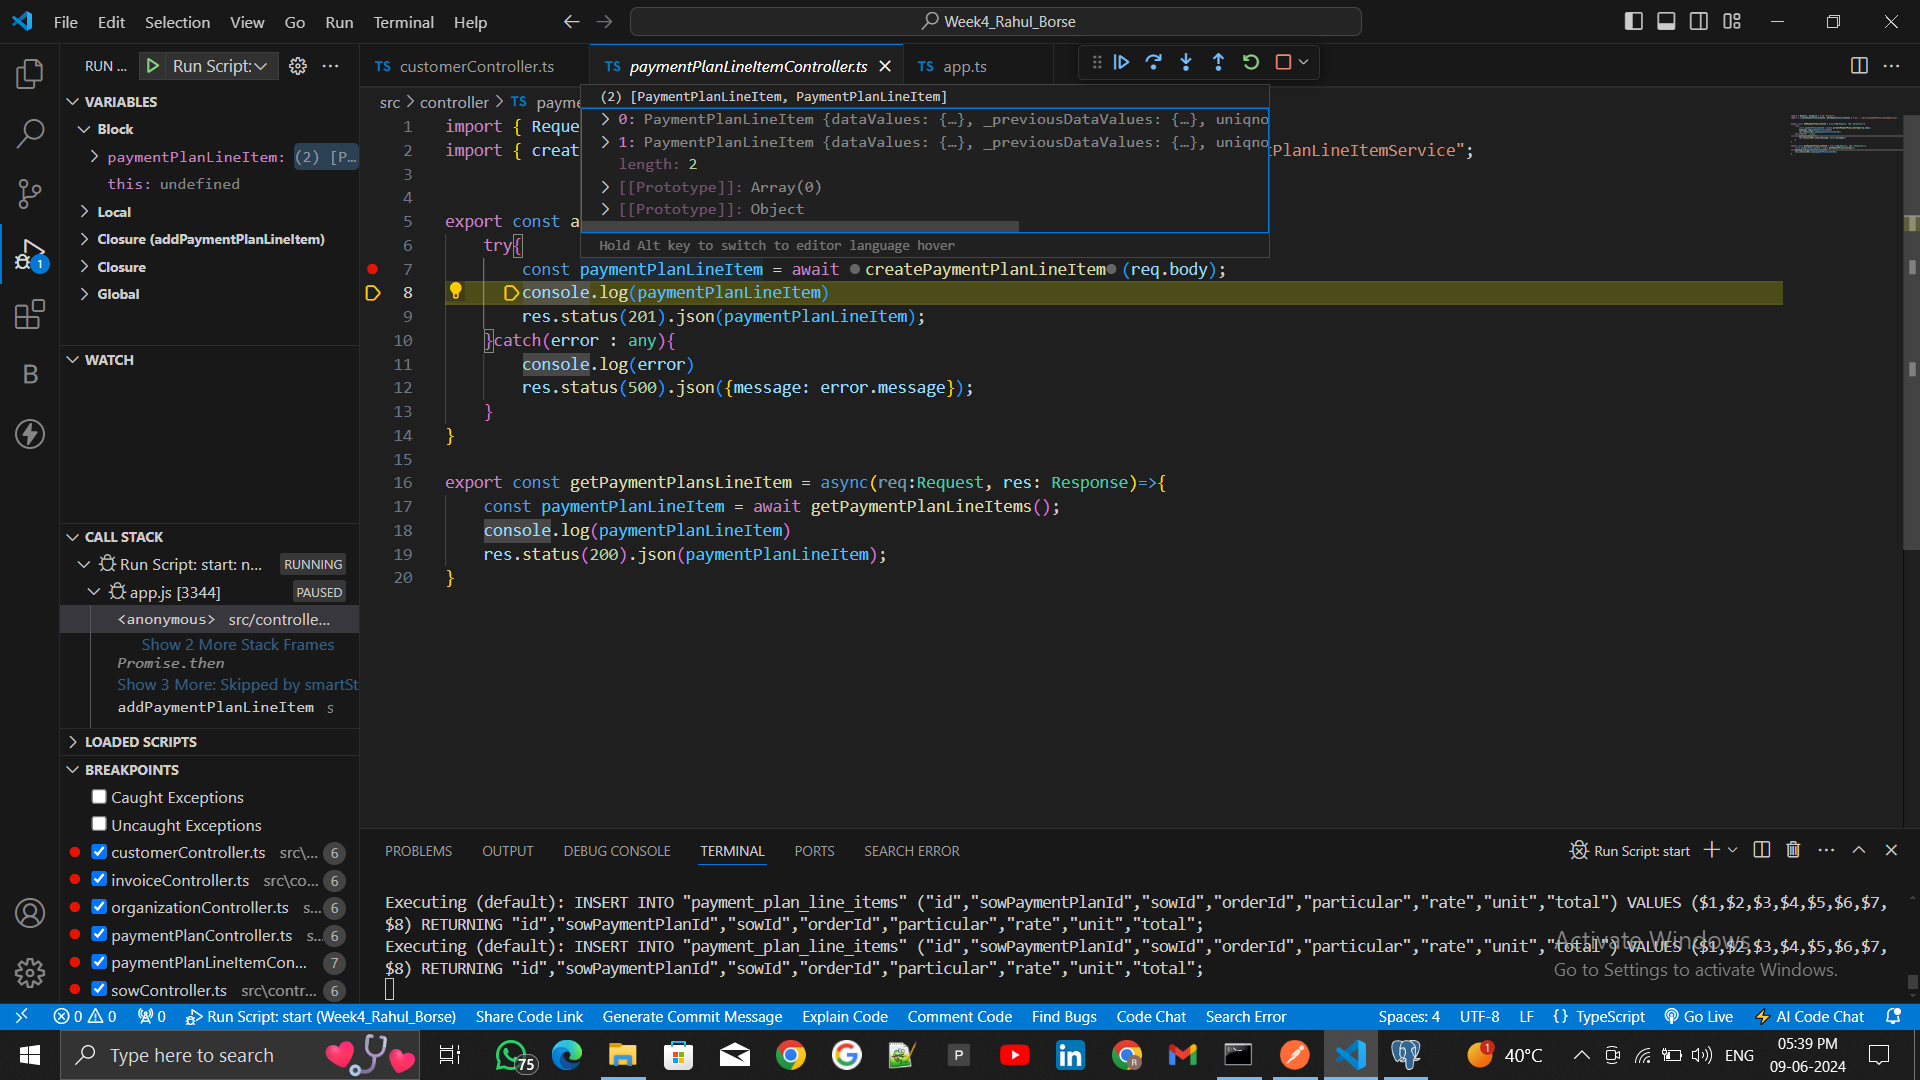 File Edit Selection View Go Run Terminal Help
Week4_Rahul_Borse
RUN ... Run Script:
TS customerController.ts
TS paymentPlanLineItemController.ts
TS app.ts
VARIABLES
Block
paymentPlanLineItem: (2) [P...
this: undefined
Local
Closure (addPaymentPlanLineItem)
Closure
Global
WATCH
CALL STACK
Run Script: start: n... RUNNING
app.js [3344] PAUSED
<anonymous> src/controlle...
Show 2 More Stack Frames
Promise.then
Show 3 More: Skipped by smartSt
addPaymentPlanLineItem s
LOADED SCRIPTS
BREAKPOINTS
Caught Exceptions
Uncaught Exceptions
customerController.ts src\... 6
invoiceController.ts src\co... 6
organizationController.ts s... 6
paymentPlanController.ts s... 6
paymentPlanLineItemCon... 7
sowController.ts src\contr... 6
src > controller > TS payme
(2) [PaymentPlanLineItem, PaymentPlanLineItem]
0: PaymentPlanLineItem {dataValues: {…}, _previousDataValues: {…}, uniqno
1: PaymentPlanLineItem {dataValues: {…}, _previousDataValues: {…}, uniqno
length: 2
[[Prototype]]: Array(0)
[[Prototype]]: Object
Hold Alt key to switch to editor language hover
1 import { Reque
2 import { creat PlanLineItemService";
3
4
5 export const a
6 try{
7 const paymentPlanLineItem = await createPaymentPlanLineItem (req.body);
8 console.log(paymentPlanLineItem)
9 res.status(201).json(paymentPlanLineItem);
10 }catch(error : any){
11 console.log(error)
12 res.status(500).json({message: error.message});
13 }
14 }
15
16 export const getPaymentPlansLineItem = async(req:Request, res: Response)=>{
17 const paymentPlanLineItem = await getPaymentPlanLineItems();
18 console.log(paymentPlanLineItem)
19 res.status(200).json(paymentPlanLineItem);
20 }
PROBLEMS OUTPUT DEBUG CONSOLE TERMINAL PORTS SEARCH ERROR
Run Script: start
Executing (default): INSERT INTO "payment_plan_line_items" ("id","sowPaymentPlanId","sowId","orderId","particular","rate","unit","total") VALUES ($1,$2,$3,$4,$5,$6,$7,
$8) RETURNING "id","sowPaymentPlanId","sowId","orderId","particular","rate","unit","total";
Executing (default): INSERT INTO "payment_plan_line_items" ("id","sowPaymentPlanId","sowId","orderId","particular","rate","unit","total") VALUES ($1,$2,$3,$4,$5,$6,$7,
$8) RETURNING "id","sowPaymentPlanId","sowId","orderId","particular","rate","unit","total";
Activate Windows
Go to Settings to activate Windows.
0 0 0 Run Script: start (Week4_Rahul_Borse) Share Code Link Generate Commit Message Explain Code Comment Code Find Bugs Code Chat Search Error Spaces: 4 UTF-8 LF {} TypeScript Go Live AI Code Chat
Type here to search
75
P
1
40°C
ENG
05:39 PM
09-06-2024